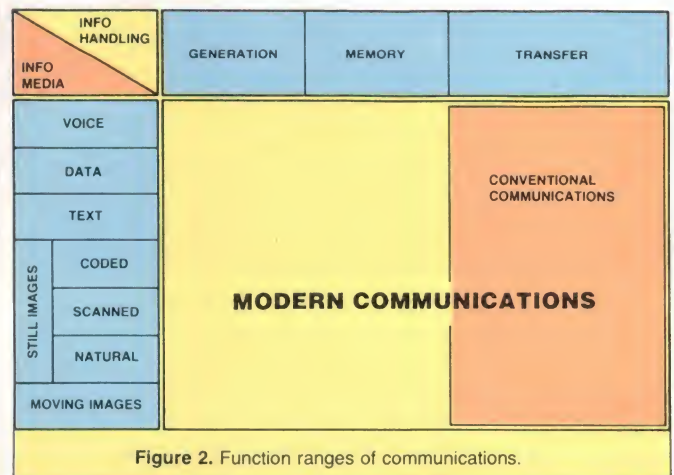 INFO
HANDLING
INFO
MEDIA
GENERATION
MEMORY
TRANSFER
VOICE
DATA
TEXT
STILL IMAGES
CODED
SCANNED
NATURAL
MOVING IMAGES
CONVENTIONAL
COMMUNICATIONS
MODERN COMMUNICATIONS
Figure 2. Function ranges of communications.